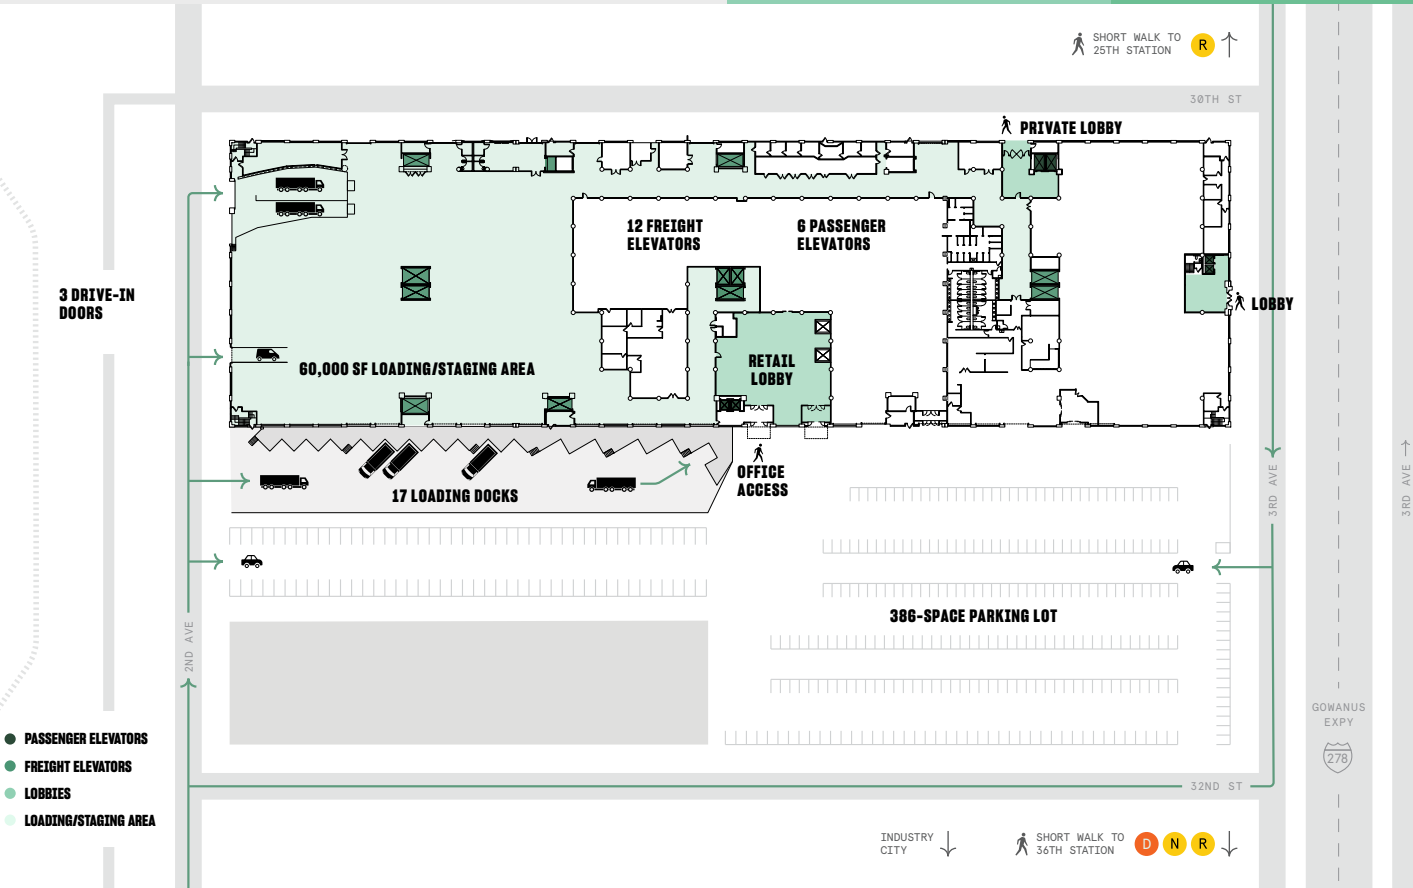 SHORT WALK TO
25TH STATION
R
30TH ST
PRIVATE LOBBY
12 FREIGHT
ELEVATORS
6 PASSENGER
ELEVATORS
3 DRIVE-IN
DOORS
LOBBY
60,000 SF LOADING/STAGING AREA
RETAIL
LOBBY
OFFICE
ACCESS
17 LOADING DOCKS
3RD AVE
3RD AVE
386-SPACE PARKING LOT
2ND AVE
GOWANUS
EXPY
278
PASSENGER ELEVATORS
FREIGHT ELEVATORS
LOBBIES
LOADING/STAGING AREA
32ND ST
INDUSTRY
CITY
SHORT WALK TO
36TH STATION
D N R